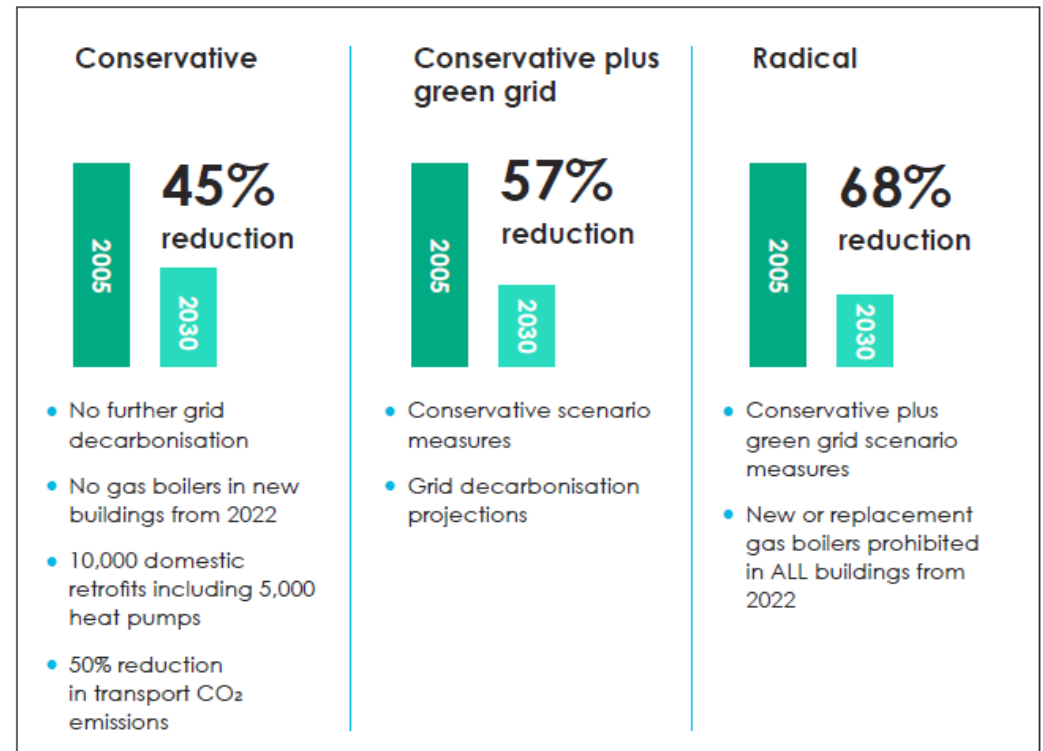 Conservative
45%
reduction
2005
2030
• No further grid
decarbonisation
• No gas boilers in new
buildings from 2022
• 10,000 domestic
retrofits including 5,000
heat pumps
• 50% reduction
in transport CO₂
emissions
Conservative plus
green grid
57%
reduction
2005
2030
• Conservative scenario
measures
• Grid decarbonisation
projections
Radical
68%
reduction
2005
2030
• Conservative plus
green grid scenario
measures
• New or replacement
gas boilers prohibited
in ALL buildings from
2022